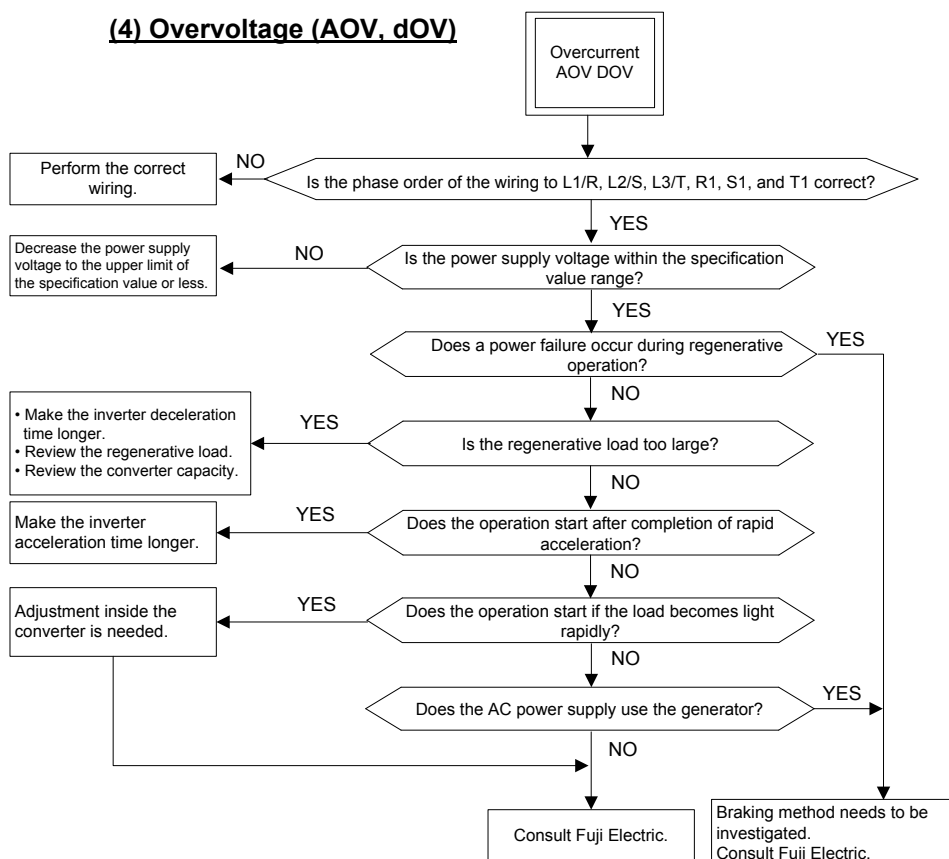 (4) Overvoltage (AOV, dOV)
Overcurrent
AOV DOV
NO
Perform the correct
wiring.
Is the phase order of the wiring to L1/R, L2/S, L3/T, R1, S1, and T1 correct?
YES
NO
Decrease the power supply
voltage to the upper limit of
the specification value or less.
Is the power supply voltage within the specification
value range?
YES
YES
Does a power failure occur during regenerative
operation?
NO
YES
• Make the inverter deceleration
time longer.
• Review the regenerative load.
• Review the converter capacity.
Is the regenerative load too large?
NO
YES
Make the inverter
acceleration time longer.
Does the operation start after completion of rapid
acceleration?
NO
YES
Adjustment inside the
converter is needed.
Does the operation start if the load becomes light
rapidly?
NO
YES
Does the AC power supply use the generator?
NO
Consult Fuji Electric.
Braking method needs to be
investigated.
Consult Fuji Electric.